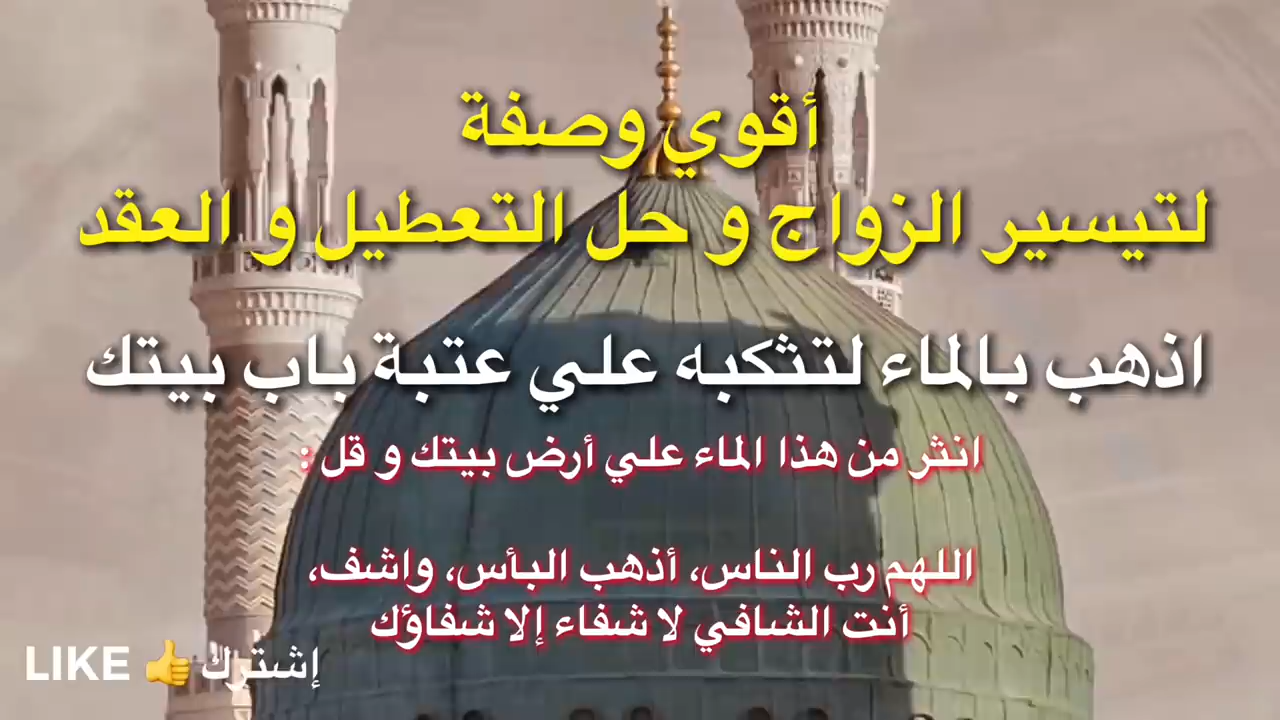 أقوي وصفة
لتيسير الزواج و حل التعطيل و العقد
اذهب بالماء لتثكبه علي عتبة باب بيتك
انثر من هذا الماء علي أرض بيتك و قل :
اللهم رب الناس، أذهب البأس، واشف،
أنت الشافي لا شفاء إلا شفاؤك
LIKE 👍 إشترك